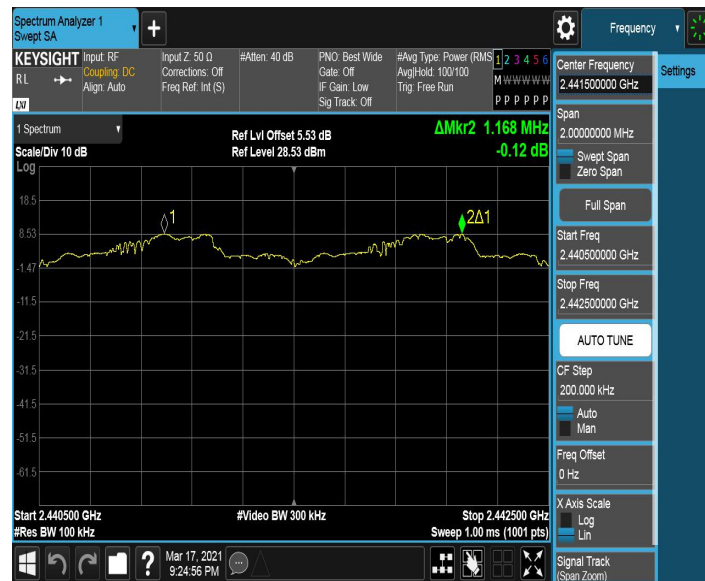 Spectrum Analyzer 1
Swept SA
+
Frequency
KEYSIGHT
RL
LXI
Input: RF
Coupling: DC
Align: Auto
Input Z: 50 Ω
Corrections: Off
Freq Ref: Int (S)
#Atten: 40 dB
PNO: Best Wide
Gate: Off
IF Gain: Low
Sig Track: Off
#Avg Type: Power (RMS
Avg|Hold: 100/100
Trig: Free Run
1 2 3 4 5 6
M W W W W W
P P P P P P
Center Frequency
2.441500000 GHz
Settings
Span
2.00000000 MHz
Swept Span
Zero Span
Full Span
Start Freq
2.440500000 GHz
Stop Freq
2.442500000 GHz
AUTO TUNE
CF Step
200.000 kHz
Auto
Man
Freq Offset
0 Hz
X Axis Scale
Log
Lin
Signal Track
(Span Zoom)
1 Spectrum
Scale/Div 10 dB
Ref Lvl Offset 5.53 dB
Ref Level 28.53 dBm
ΔMkr2 1.168 MHz
-0.12 dB
Log
18.5
8.53
-1.47
-11.5
-21.5
-31.5
-41.5
-51.5
-61.5
1
2Δ1
Start 2.440500 GHz
#Res BW 100 kHz
#Video BW 300 kHz
Stop 2.442500 GHz
Sweep 1.00 ms (1001 pts)
?
Mar 17, 2021
9:24:56 PM